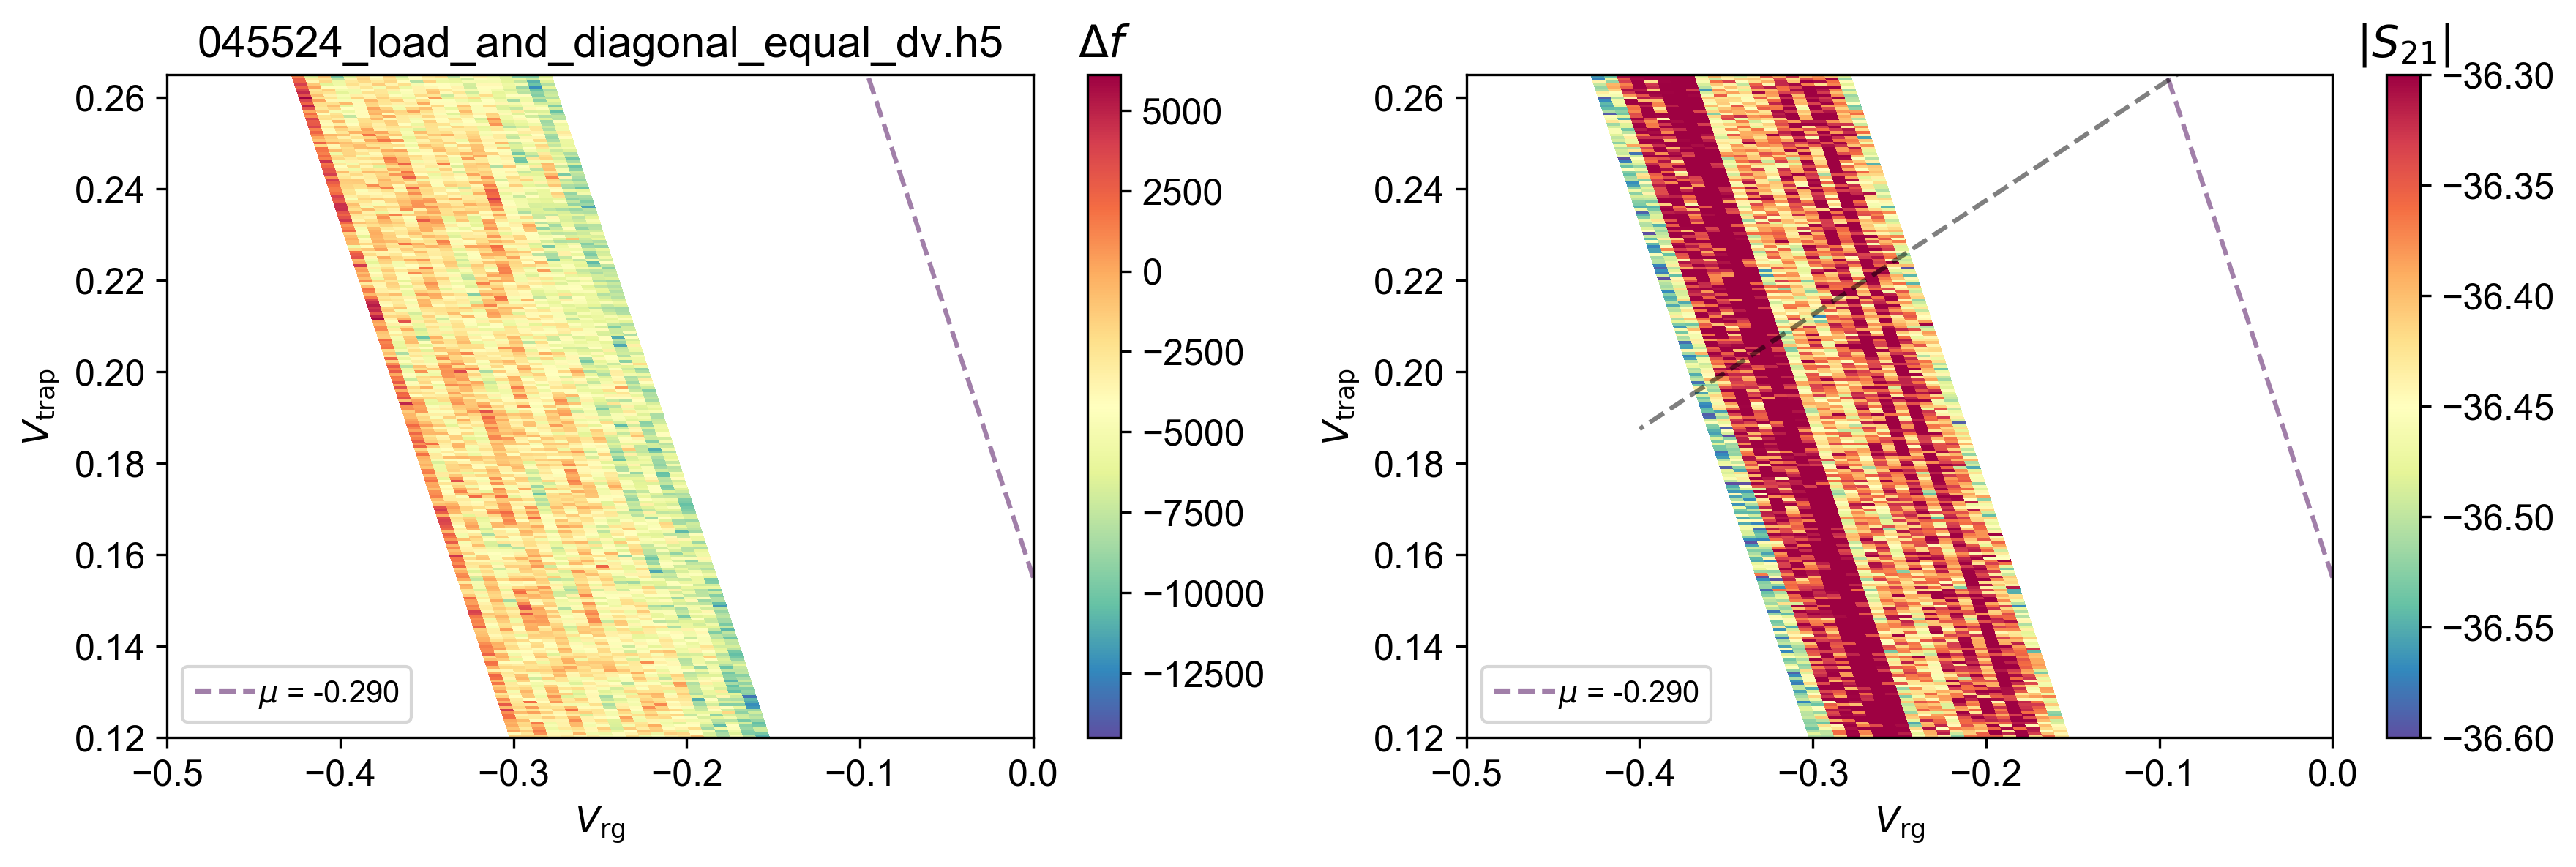 045524_load_and_diagonal_equal_dv.h5
Δf
0.26
0.24
0.22
0.20
0.18
0.16
0.14
0.12
V_trap
−0.5 −0.4 −0.3 −0.2 −0.1 0.0
V_rg
μ = -0.290
5000
2500
0
−2500
−5000
−7500
−10000
−12500
|S_21|
0.26
0.24
0.22
0.20
0.18
0.16
0.14
0.12
V_trap
−0.5 −0.4 −0.3 −0.2 −0.1 0.0
V_rg
μ = -0.290
−36.30
−36.35
−36.40
−36.45
−36.50
−36.55
−36.60